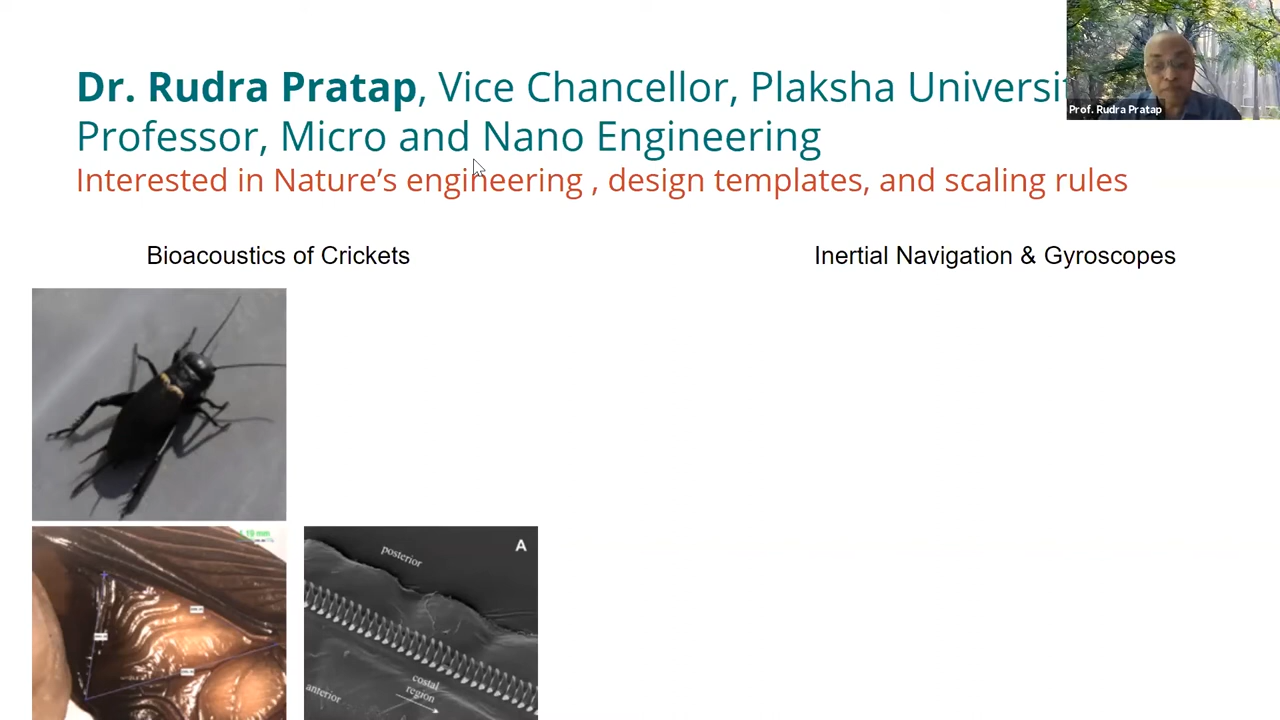 Dr. Rudra Pratap, Vice Chancellor, Plaksha Universit
Prof. Rudra Pratap
Professor, Micro and Nano Engineering
Interested in Nature's engineering , design templates, and scaling rules
Bioacoustics of Crickets
Inertial Navigation & Gyroscopes
A
posterior
costal
region
anterior